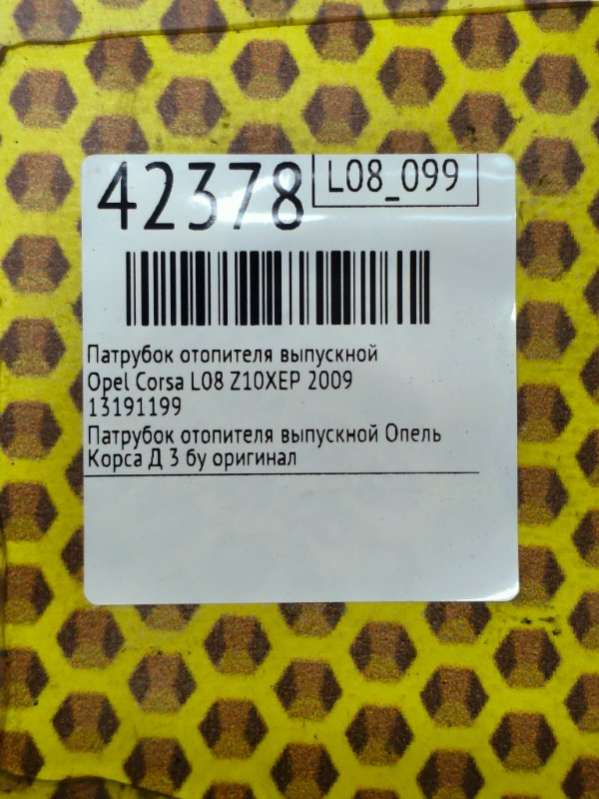 42378
L08_099
Патрубок отопителя выпускной
Opel Corsa L08 Z10XEP 2009
13191199
Патрубок отопителя выпускной Опель
Корса Д 3 бу оригинал